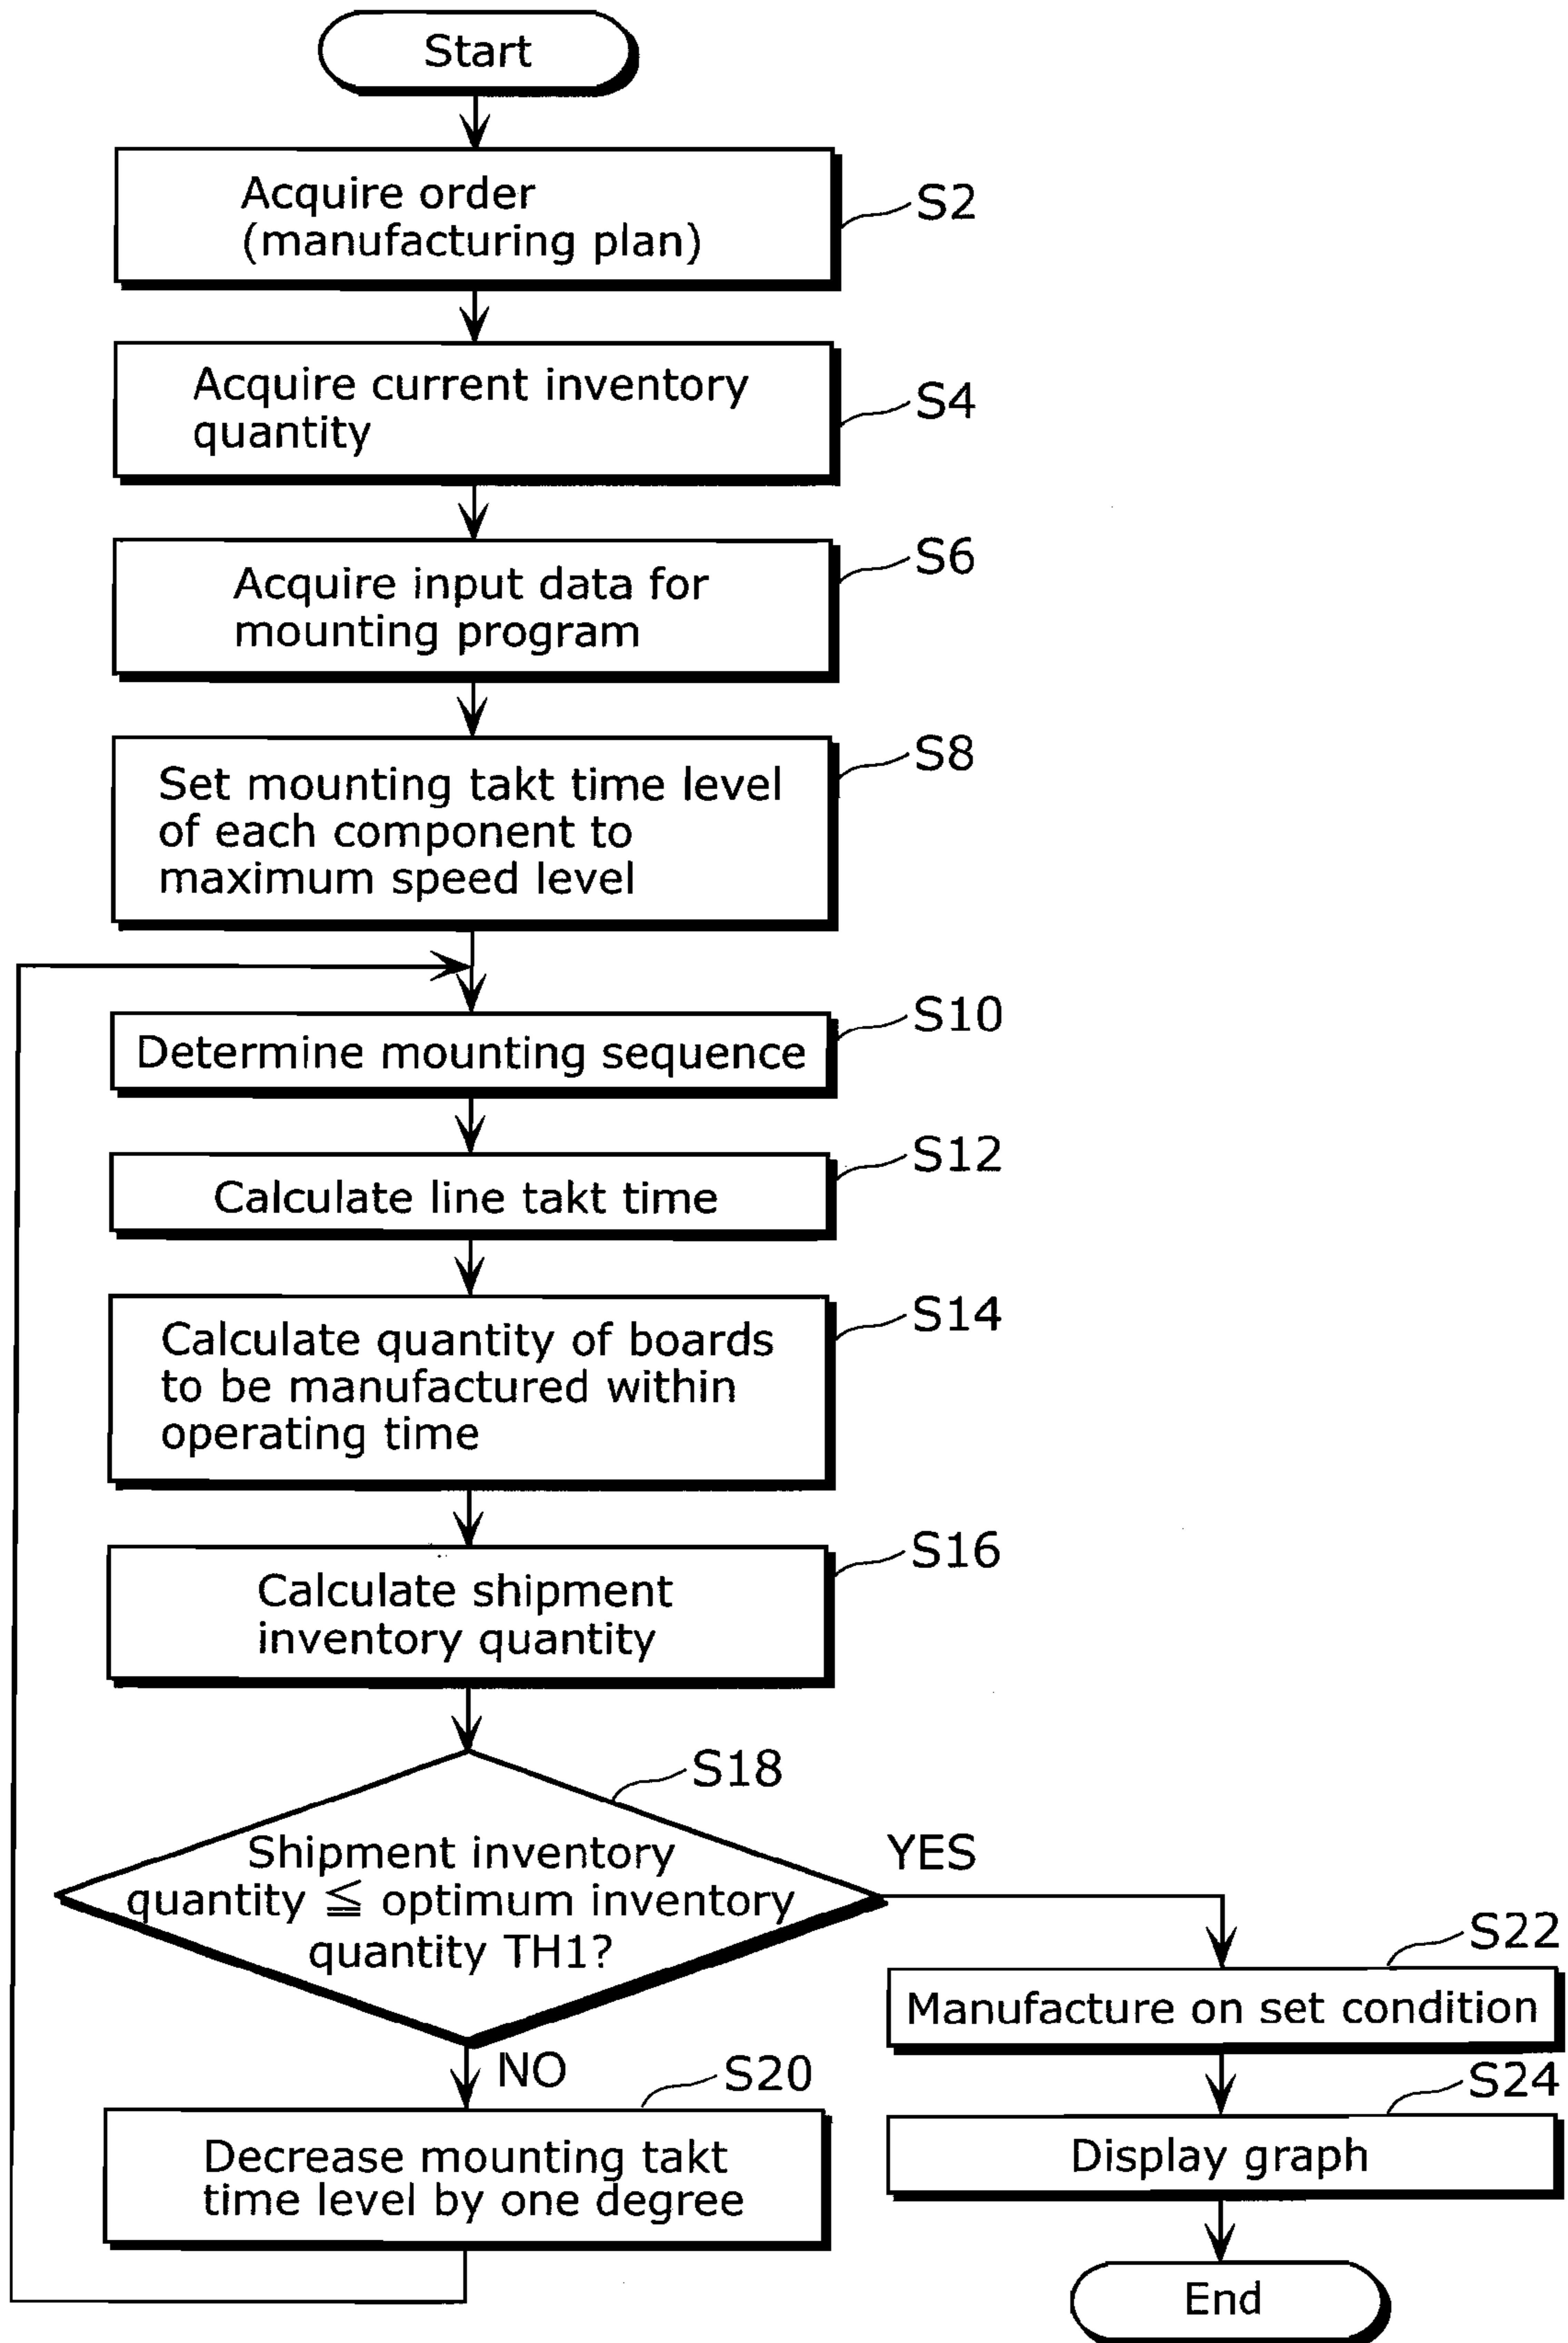 Start
Acquire order
(manufacturing plan)
S2
Acquire current inventory
quantity
S4
Acquire input data for
mounting program
S6
Set mounting takt time level
of each component to
maximum speed level
S8
Determine mounting sequence
S10
Calculate line takt time
S12
Calculate quantity of boards
to be manufactured within
operating time
S14
Calculate shipment
inventory quantity
S16
Shipment inventory
quantity ≦ optimum inventory
quantity TH1?
S18
YES
NO
Decrease mounting takt
time level by one degree
S20
Manufacture on set condition
S22
Display graph
S24
End